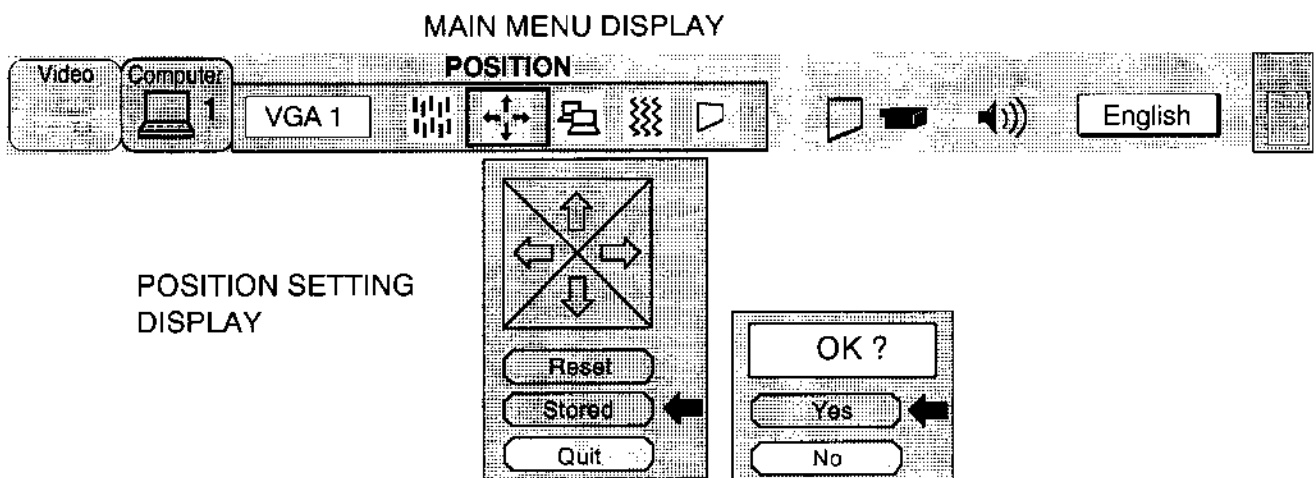 MAIN MENU DISPLAY
POSITION
Video
Computer
1
VGA 1
English
POSITION SETTING
DISPLAY
Reset
Stored
Quit
OK ?
Yes
No